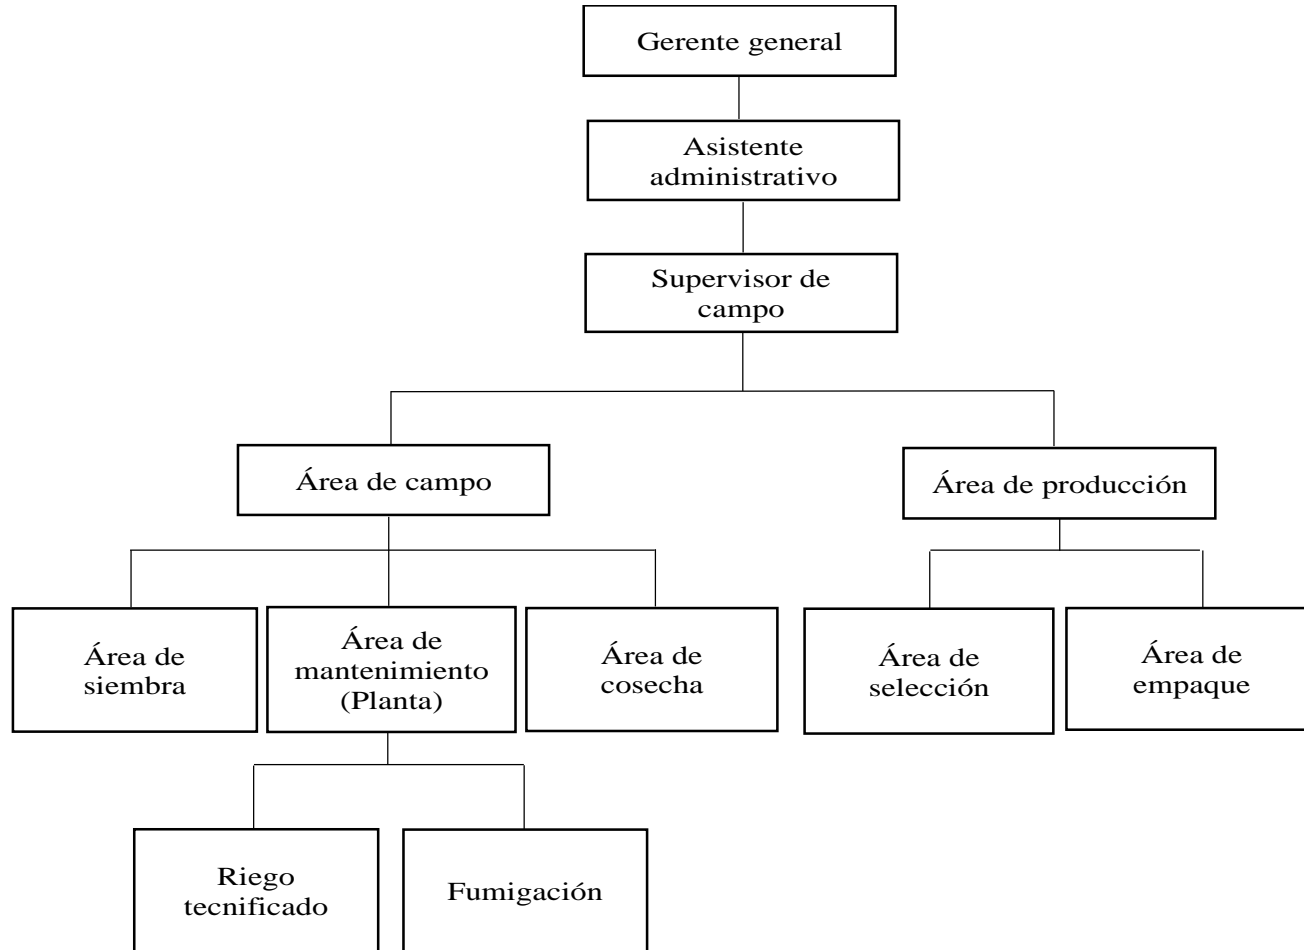 Gerente general
Asistente
administrativo
Supervisor de
campo
Área de campo
Área de producción
Área de
siembra
Área de
mantenimiento
(Planta)
Área de
cosecha
Área de
selección
Área de
empaque
Riego
tecnificado
Fumigación